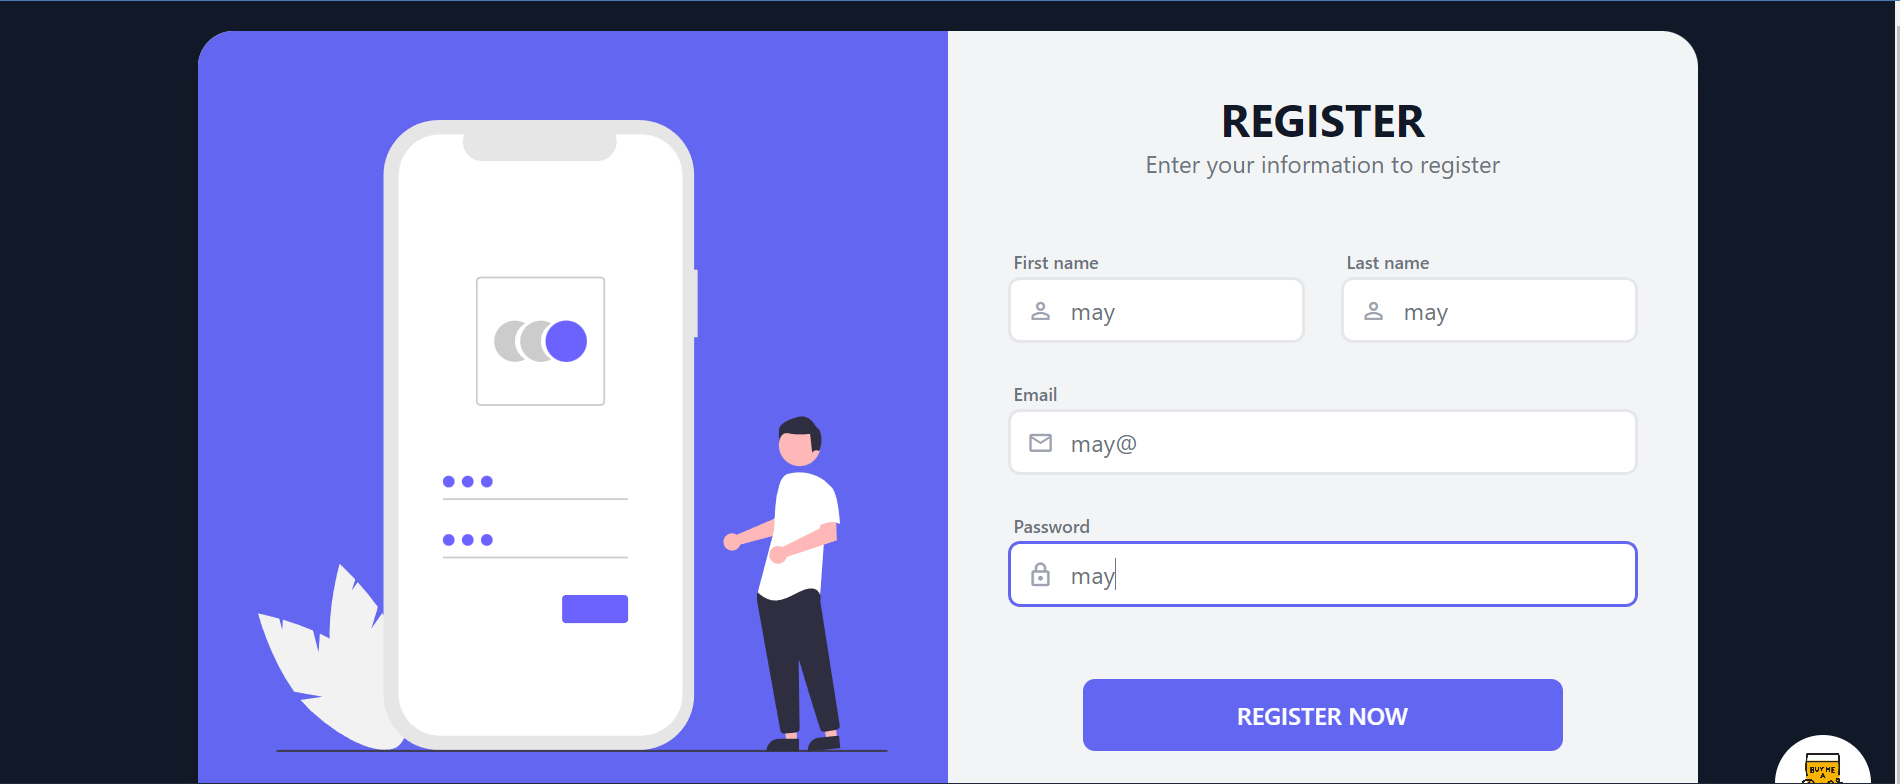 REGISTER
Enter your information to register
First name
Last name
may
may
Email
may@
Password
may
REGISTER NOW
BUY ME
A